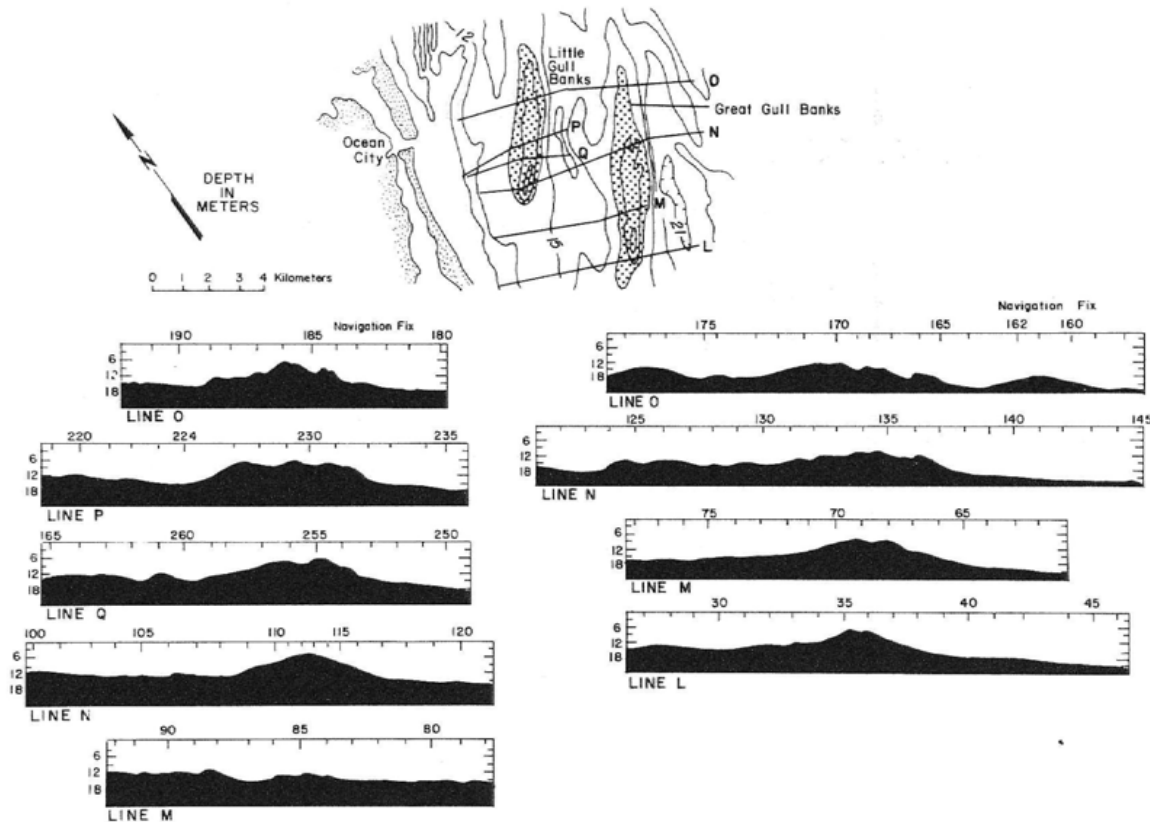 12
Little
Gull
Banks
O
Great Gull Banks
P
N
Ocean
City
Q
N
DEPTH
IN
METERS
M
15
21
L
0 1 2 3 4 Kilometers
Navigation Fix
190 185 180
6
12
18
LINE O
220 224 230 235
6
12
18
LINE P
165 260 255 250
6
12
18
LINE Q
100 105 110 115 120
6
12
18
LINE N
90 85 80
6
12
18
LINE M
Navigation Fix
175 170 165 162 160
6
12
18
LINE O
125 130 135 140 145
6
12
18
LINE N
75 70 65
6
12
18
LINE M
30 35 40 45
6
12
18
LINE L